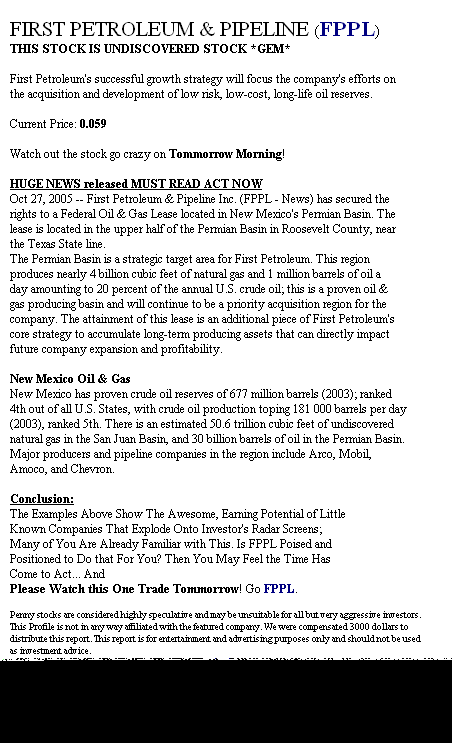 FIRST PETROLEUM & PIPELINE (FPPL)
THIS STOCK IS UNDISCOVERED STOCK *GEM*
First Petroleum's successful growth strategy will focus the company's efforts on
the acquisition and development of low risk, low-cost, long-life oil reserves.
Current Price: 0.059
Watch out the stock go crazy on Tommorrow Morning!
HUGE NEWS released MUST READ ACT NOW
Oct 27, 2005 -- First Petroleum & Pipeline Inc. (FPPL - News) has secured the
rights to a Federal Oil & Gas Lease located in New Mexico's Permian Basin. The
lease is located in the upper half of the Permian Basin in Roosevelt County, near
the Texas State line.
The Permian Basin is a strategic target area for First Petroleum. This region
produces nearly 4 billion cubic feet of natural gas and 1 million barrels of oil a
day amounting to 20 percent of the annual U.S. crude oil; this is a proven oil &
gas producing basin and will continue to be a priority acquisition region for the
company. The attainment of this lease is an additional piece of First Petroleum's
core strategy to accumulate long-term producing assets that can directly impact
future company expansion and profitability.
New Mexico Oil & Gas
New Mexico has proven crude oil reserves of 677 million barrels (2003); ranked
4th out of all U.S. States, with crude oil production toping 181 000 barrels per day
(2003), ranked 5th. There is an estimated 50.6 trillion cubic feet of undiscovered
natural gas in the San Juan Basin, and 30 billion barrels of oil in the Permian Basin.
Major producers and pipeline companies in the region include Arco, Mobil,
Amoco, and Chevron.
Conclusion:
The Examples Above Show The Awesome, Earning Potential of Little
Known Companies That Explode Onto Investor's Radar Screens;
Many of You Are Already Familiar with This. Is FPPL Poised and
Positioned to Do that For You? Then You May Feel the Time Has
Come to Act... And
Please Watch this One Trade Tommorrow! Go FPPL.
Penny stocks are considered highly speculative and may be unsuitable for all but very aggressive investors.
This Profile is not in any way affiliated with the featured company. We were compensated 3000 dollars to
distribute this report. This report is for entertainment and advertising purposes only and should not be used
as investment advice.